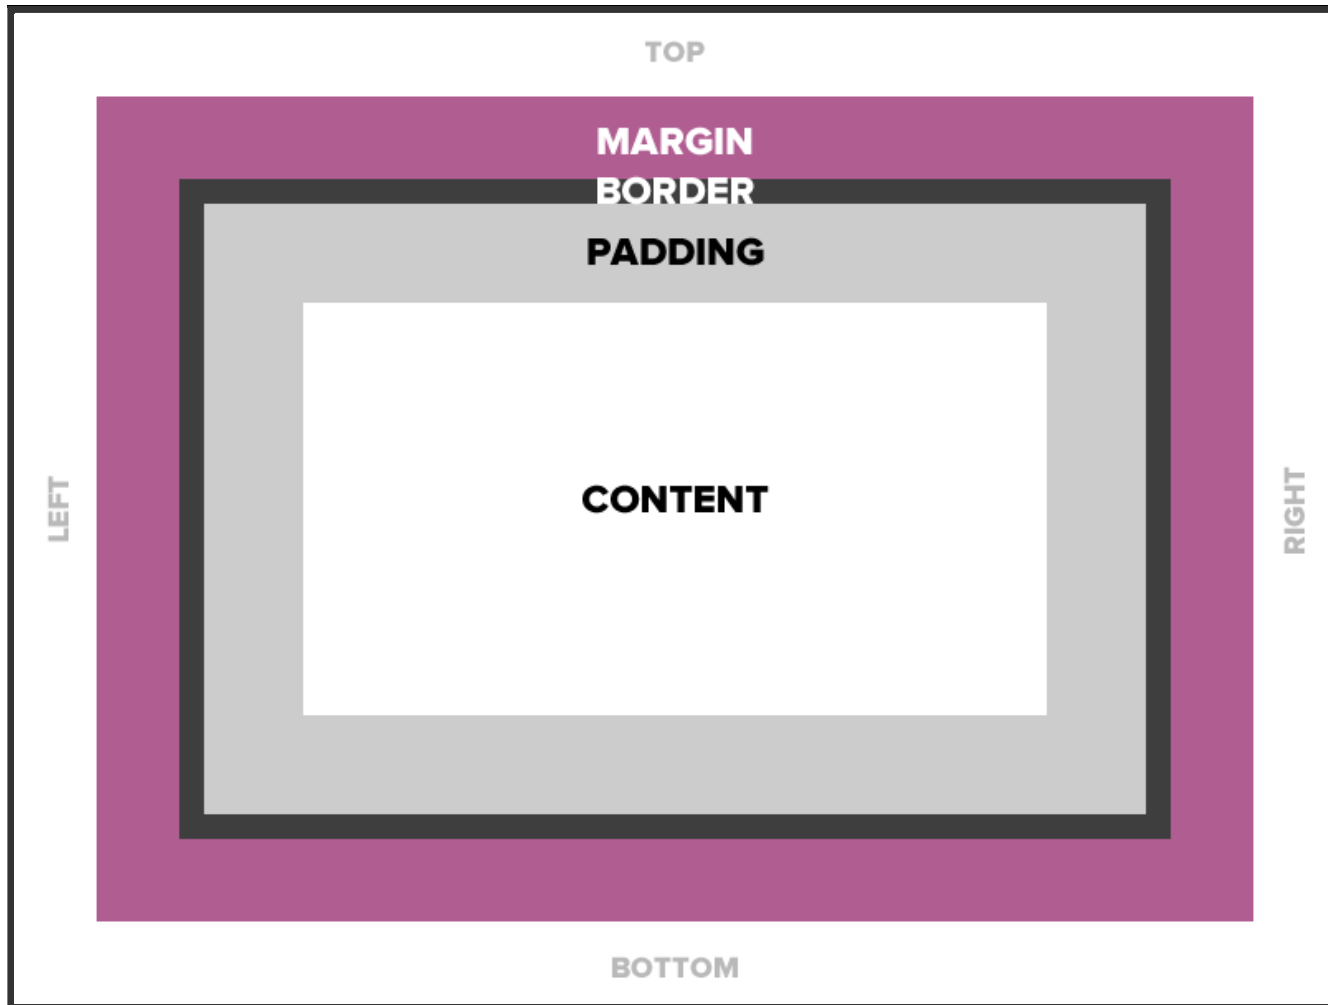 TOP
MARGIN
BORDER
PADDING
LEFT
CONTENT
RIGHT
BOTTOM